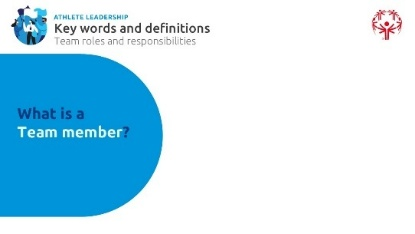 ATHLETE LEADERSHIP
Key words and definitions
Team roles and responsibilities
What is a
Team member?